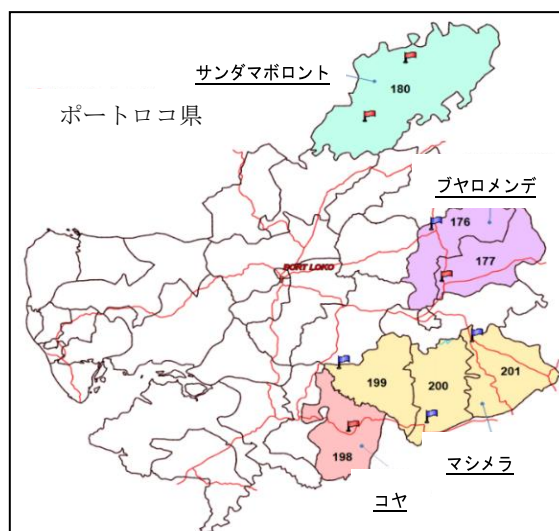 サンダマボロント
180
ポートロコ県
ブヤロメンデ
176
177
PORT LOKO
199
200
201
198
マシメラ
コヤ